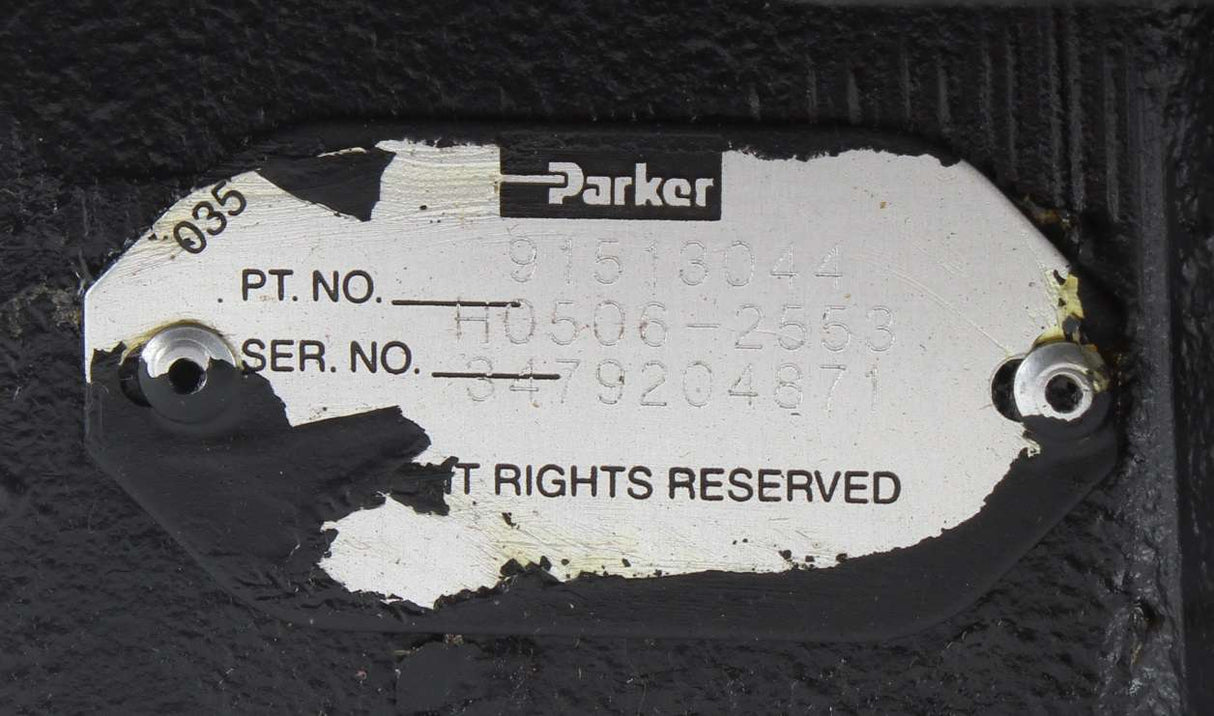 Parker
035
91513044
PT. NO.
H0506-2553
SER. NO.
3479204871
T RIGHTS RESERVED